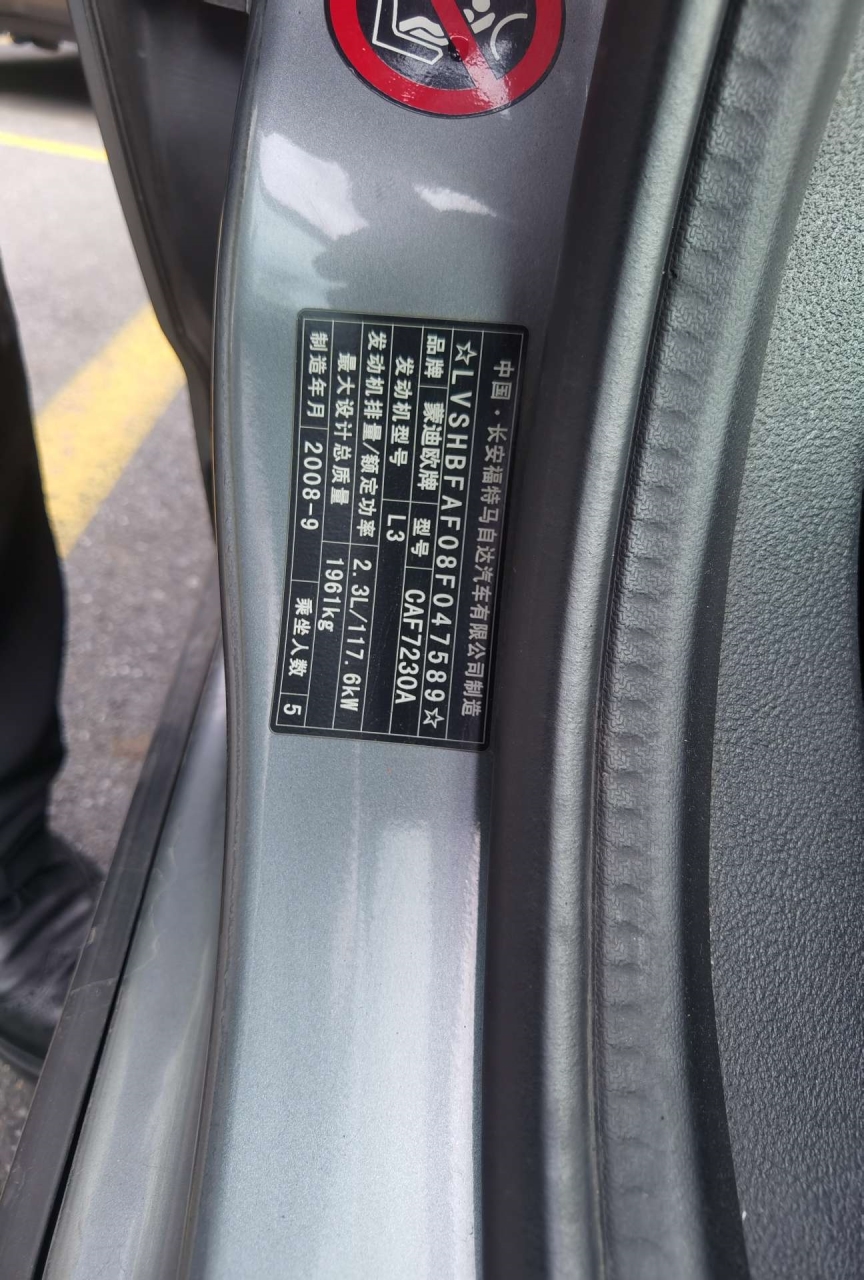 中国·长安福特马自达汽车有限公司制造
☆LVSHBFAF08F047589☆
品牌 蒙迪欧牌 型号 CAF7230A
发动机型号 L3
发动机排量/额定功率 2.3L/117.6kW
最大设计总质量 1961kg
制造年月 2008-9 乘坐人数 5